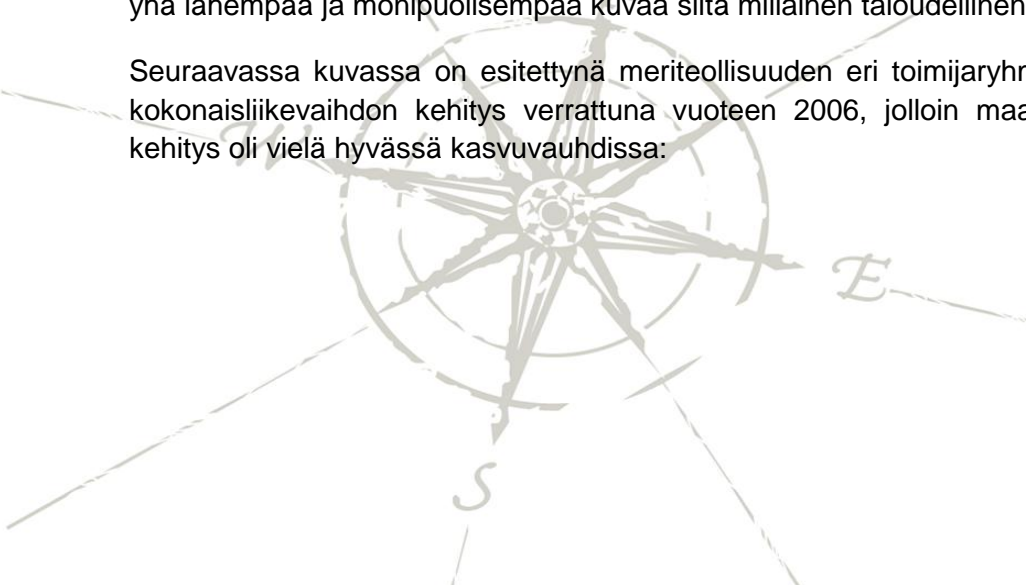 yhä lähempää ja monipuolisempaa kuvaa siitä millainen taloudellinen
Seuraavassa kuvassa on esitettynä meriteollisuuden eri toimijaryhm
kokonaisliikevaihdon kehitys verrattuna vuoteen 2006, jolloin maa
kehitys oli vielä hyvässä kasvuvauhdissa:
W
E
S